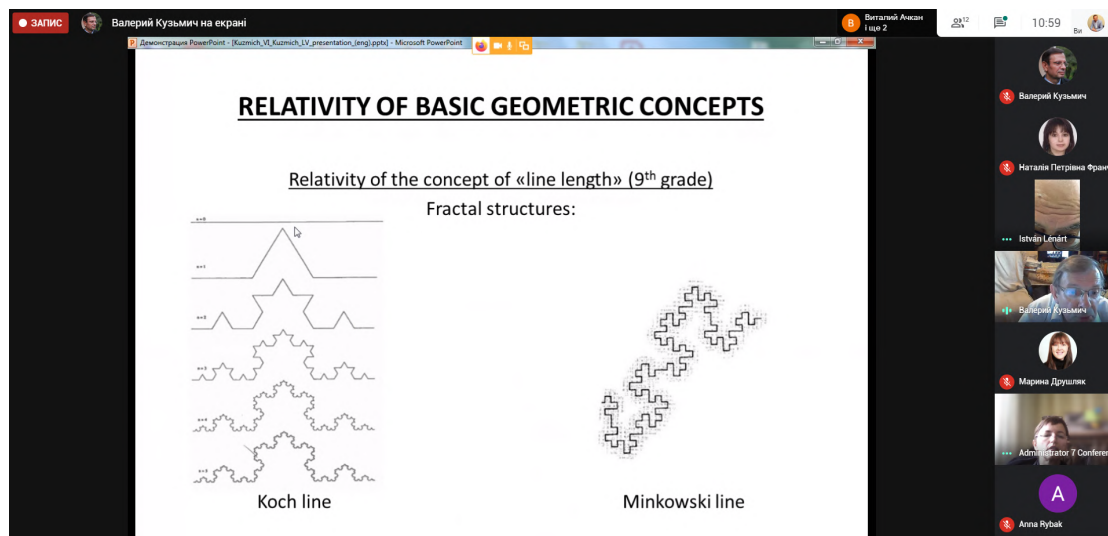 ЗАПИС
Валерий Кузьмич на екрані
Виталий Ачкан
і ще 2
12
10:59
Ви
Демонстрация PowerPoint - [Kuzmich_VI_Kuzmich_LV_presentation_(eng).pptx] - Microsoft PowerPoint
RELATIVITY OF BASIC GEOMETRIC CONCEPTS
Relativity of the concept of «line length» (9th grade)
Fractal structures:
Koch line
Minkowski line
Валерий Кузьмич
Наталія Петрівна Фран
István Lénárt
Валерий Кузьмич
Марина Друшляк
Administrator 7 Conferen
A
Anna Rybak